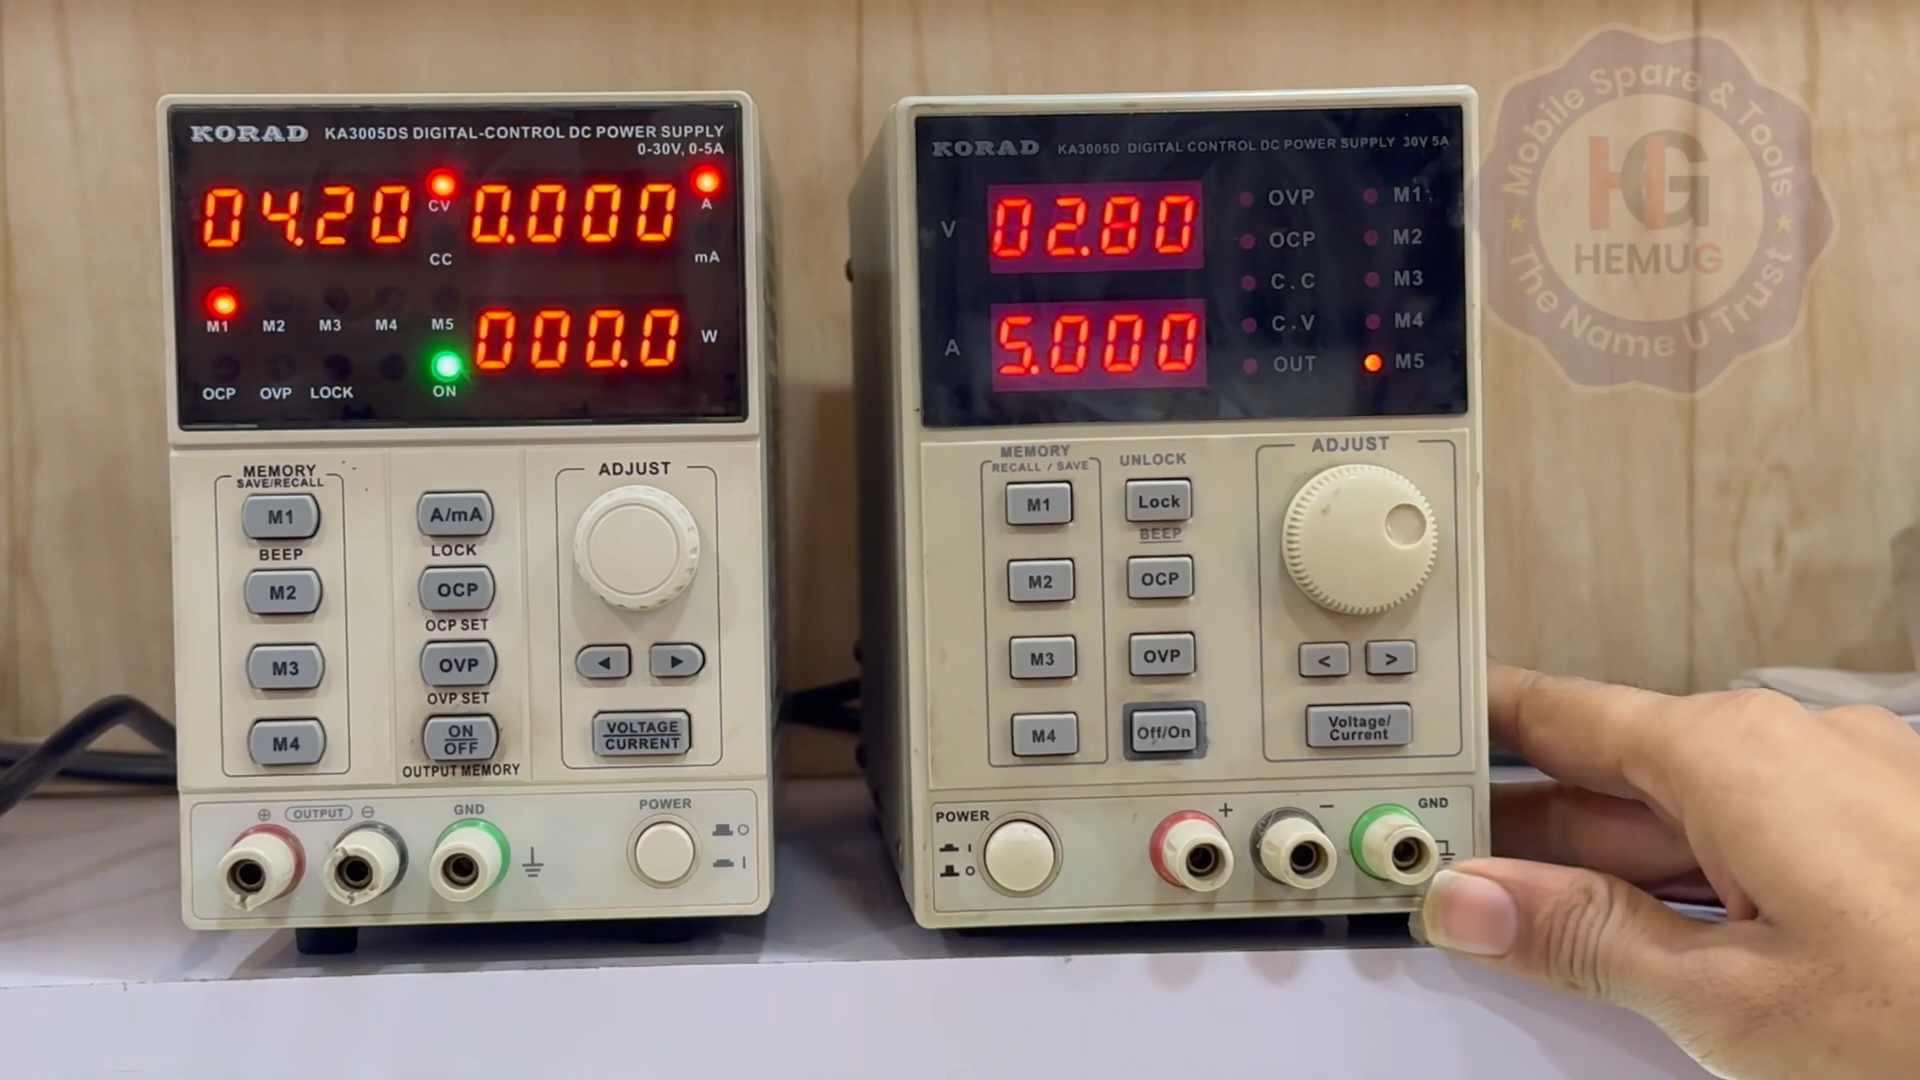 KORAD KA3005DS DIGITAL-CONTROL DC POWER SUPPLY
0-30V, 0-5A
04.20 CV 0.000 A
CC mA
M1 M2 M3 M4 M5 000.0 W
OCP OVP LOCK ON
MEMORY
SAVE/RECALL
M1
BEEP
M2
M3
M4
A/mA
LOCK
OCP
OCP SET
OVP
OVP SET
ON
OFF
OUTPUT MEMORY
ADJUST
VOLTAGE
CURRENT
⊕ OUTPUT ⊖ GND
POWER
O
I
KORAD KA3005D DIGITAL CONTROL DC POWER SUPPLY 30V 5A
V 02.80
A 5.000
OVP M1
OCP M2
C.C M3
C.V M4
OUT M5
MEMORY
RECALL / SAVE
M1
M2
M3
M4
UNLOCK
Lock
BEEP
OCP
OVP
Off/On
ADJUST
< >
Voltage/
Current
POWER
I
O
+ − GND
Mobile Spare & Tools
HG
HEMUG
The Name U Trust